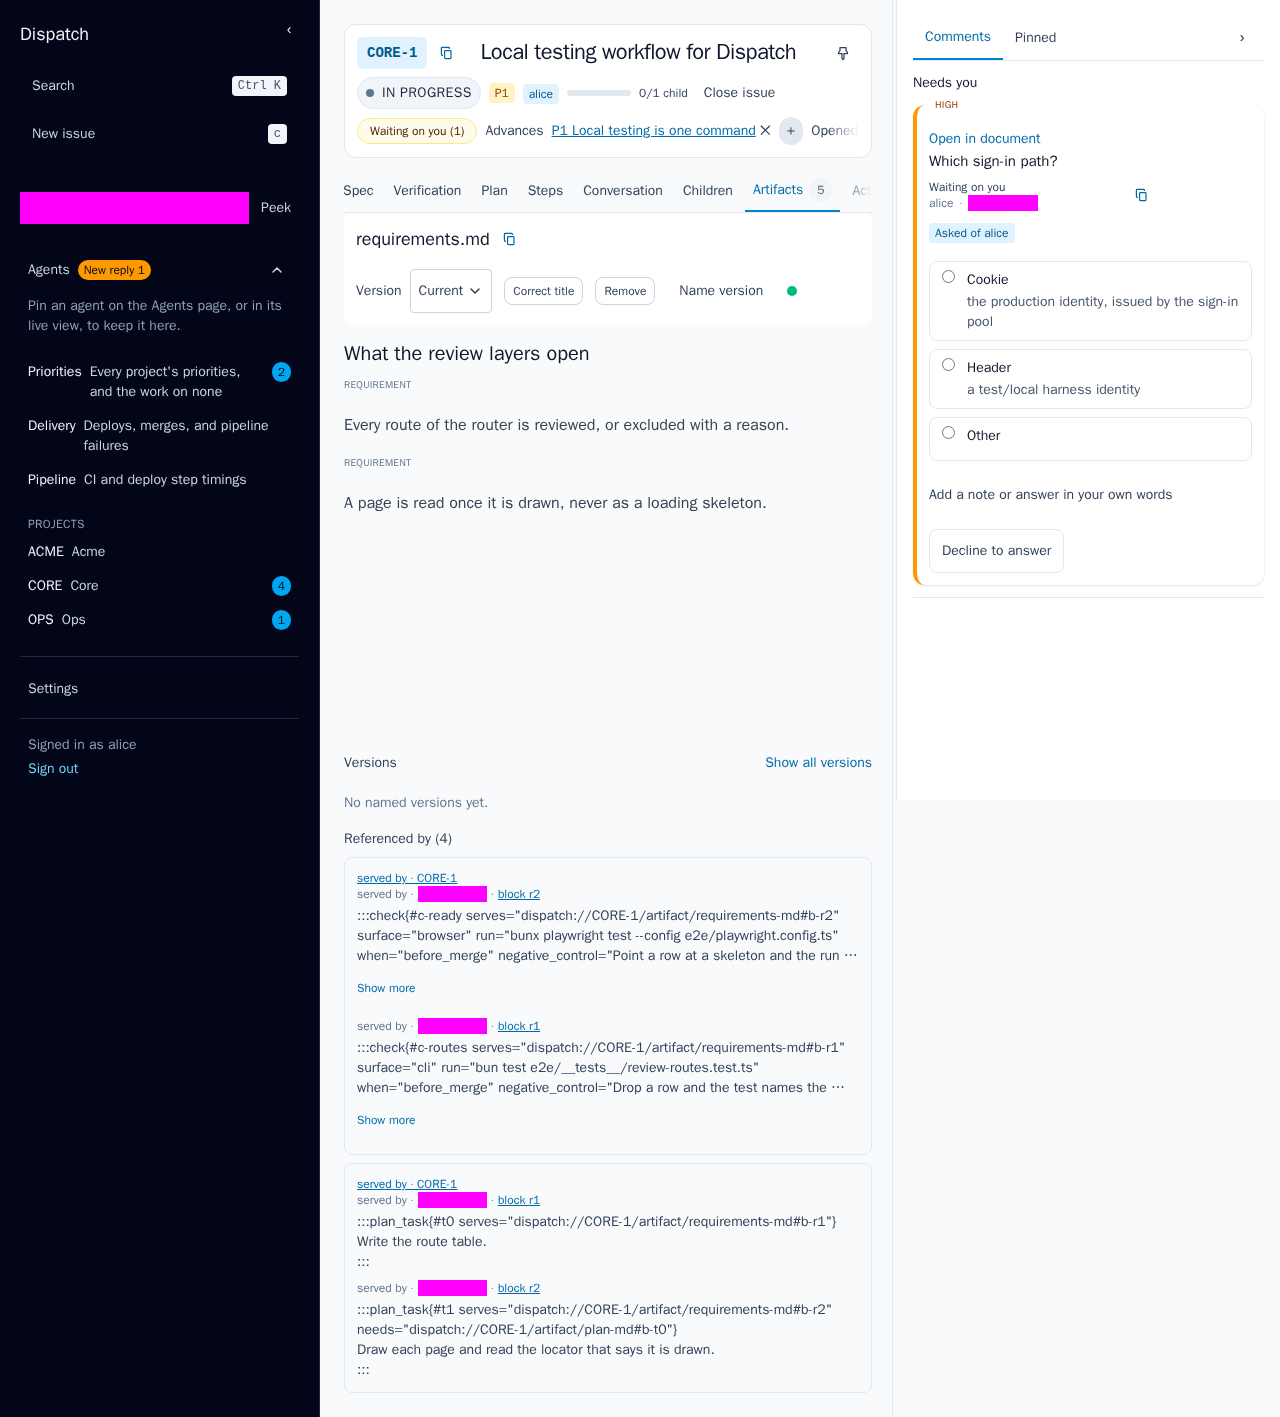 Dispatch
Search Ctrl K
New issue C
Peek
Agents New reply 1
Pin an agent on the Agents page, or in its
live view, to keep it here.
Priorities Every project's priorities, 2
and the work on none
Delivery Deploys, merges, and pipeline
failures
Pipeline CI and deploy step timings
PROJECTS
ACME Acme
CORE Core 4
OPS Ops 1
Settings
Signed in as alice
Sign out
CORE-1 Local testing workflow for Dispatch
IN PROGRESS P1 alice 0/1 child Close issue
Waiting on you (1) Advances P1 Local testing is one command × + Opened
Spec Verification Plan Steps Conversation Children Artifacts 5 Act
requirements.md
Version Current Correct title Remove Name version
What the review layers open
REQUIREMENT
Every route of the router is reviewed, or excluded with a reason.
REQUIREMENT
A page is read once it is drawn, never as a loading skeleton.
Versions Show all versions
No named versions yet.
Referenced by (4)
served by · CORE-1
served by · · block r2
:::check{#c-ready serves="dispatch://CORE-1/artifact/requirements-md#b-r2"
surface="browser" run="bunx playwright test --config e2e/playwright.config.ts"
when="before_merge" negative_control="Point a row at a skeleton and the run ⋯
Show more
served by · · block r1
:::check{#c-routes serves="dispatch://CORE-1/artifact/requirements-md#b-r1"
surface="cli" run="bun test e2e/__tests__/review-routes.test.ts"
when="before_merge" negative_control="Drop a row and the test names the ⋯
Show more
served by · CORE-1
served by · · block r1
:::plan_task{#t0 serves="dispatch://CORE-1/artifact/requirements-md#b-r1"}
Write the route table.
:::
served by · · block r2
:::plan_task{#t1 serves="dispatch://CORE-1/artifact/requirements-md#b-r2"
needs="dispatch://CORE-1/artifact/plan-md#b-t0"}
Draw each page and read the locator that says it is drawn.
:::
Comments Pinned
Needs you
HIGH
Open in document
Which sign-in path?
Waiting on you
alice ·
Asked of alice
Cookie
the production identity, issued by the sign-in
pool
Header
a test/local harness identity
Other
Add a note or answer in your own words
Decline to answer